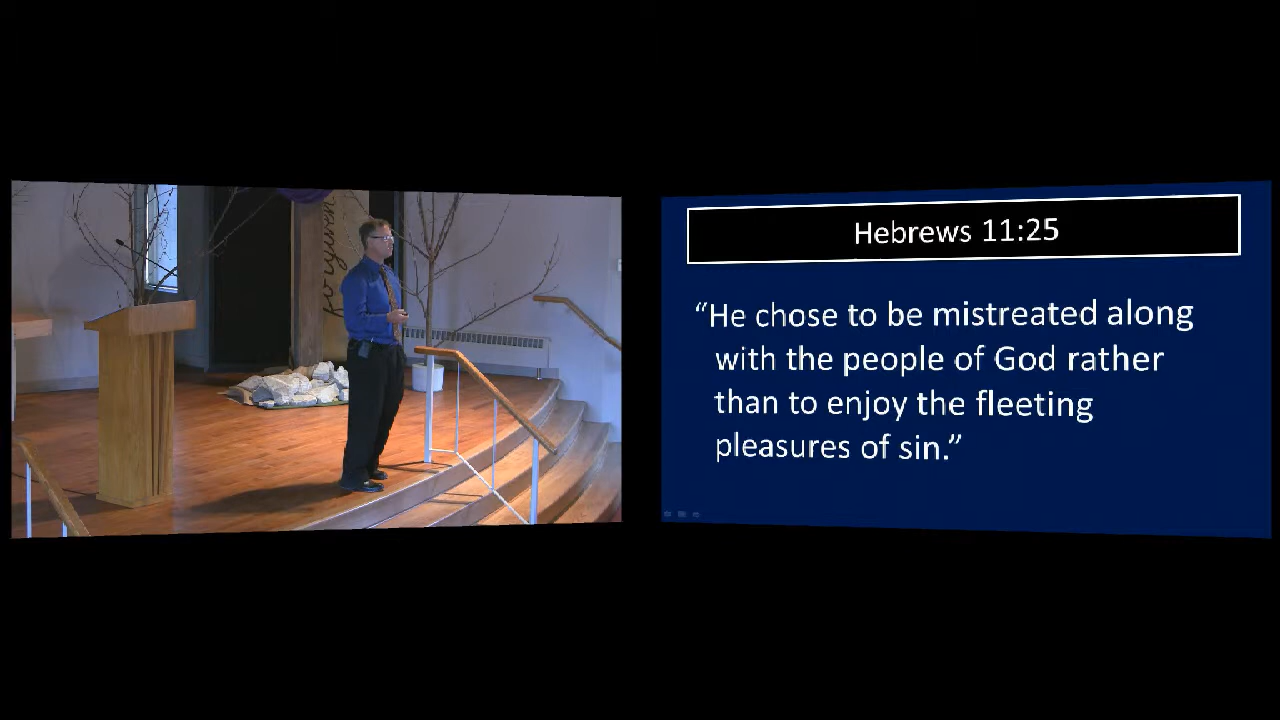 forgiven
Hebrews 11:25
“He chose to be mistreated along
with the people of God rather
than to enjoy the fleeting
pleasures of sin.”